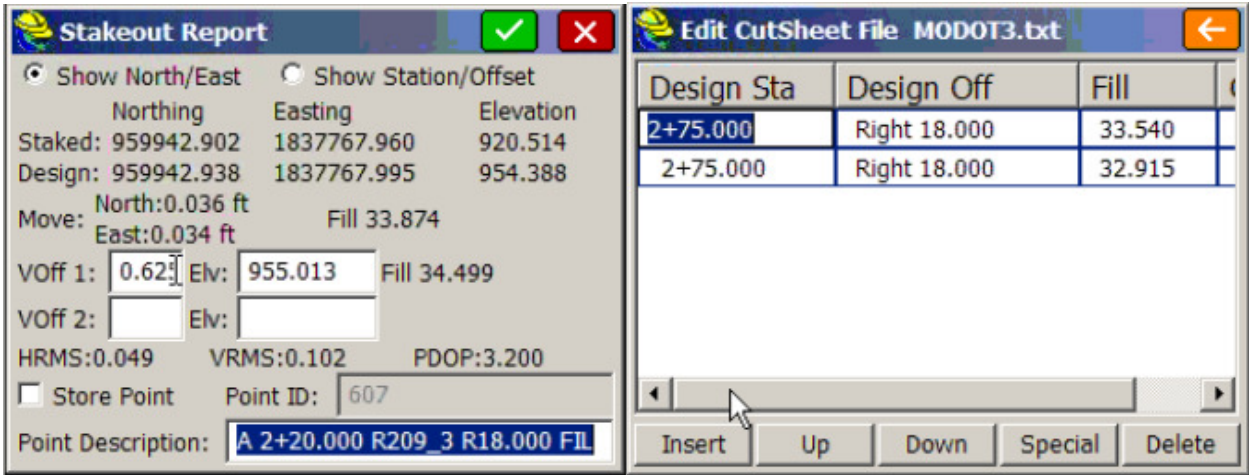 Stakeout Report
Show North/East Show Station/Offset
Northing Easting Elevation
Staked: 959942.902 1837767.960 920.514
Design: 959942.938 1837767.995 954.388
Move: North:0.036 ft Fill 33.874
East:0.034 ft
VOff 1: 0.625 Elv: 955.013 Fill 34.499
VOff 2: Elv:
HRMS:0.049 VRMS:0.102 PDOP:3.200
Store Point Point ID: 607
Point Description: A 2+20.000 R209_3 R18.000 FIL
Edit CutSheet File MODOT3.txt
Design Sta Design Off Fill
2+75.000 Right 18.000 33.540
2+75.000 Right 18.000 32.915
Insert Up Down Special Delete